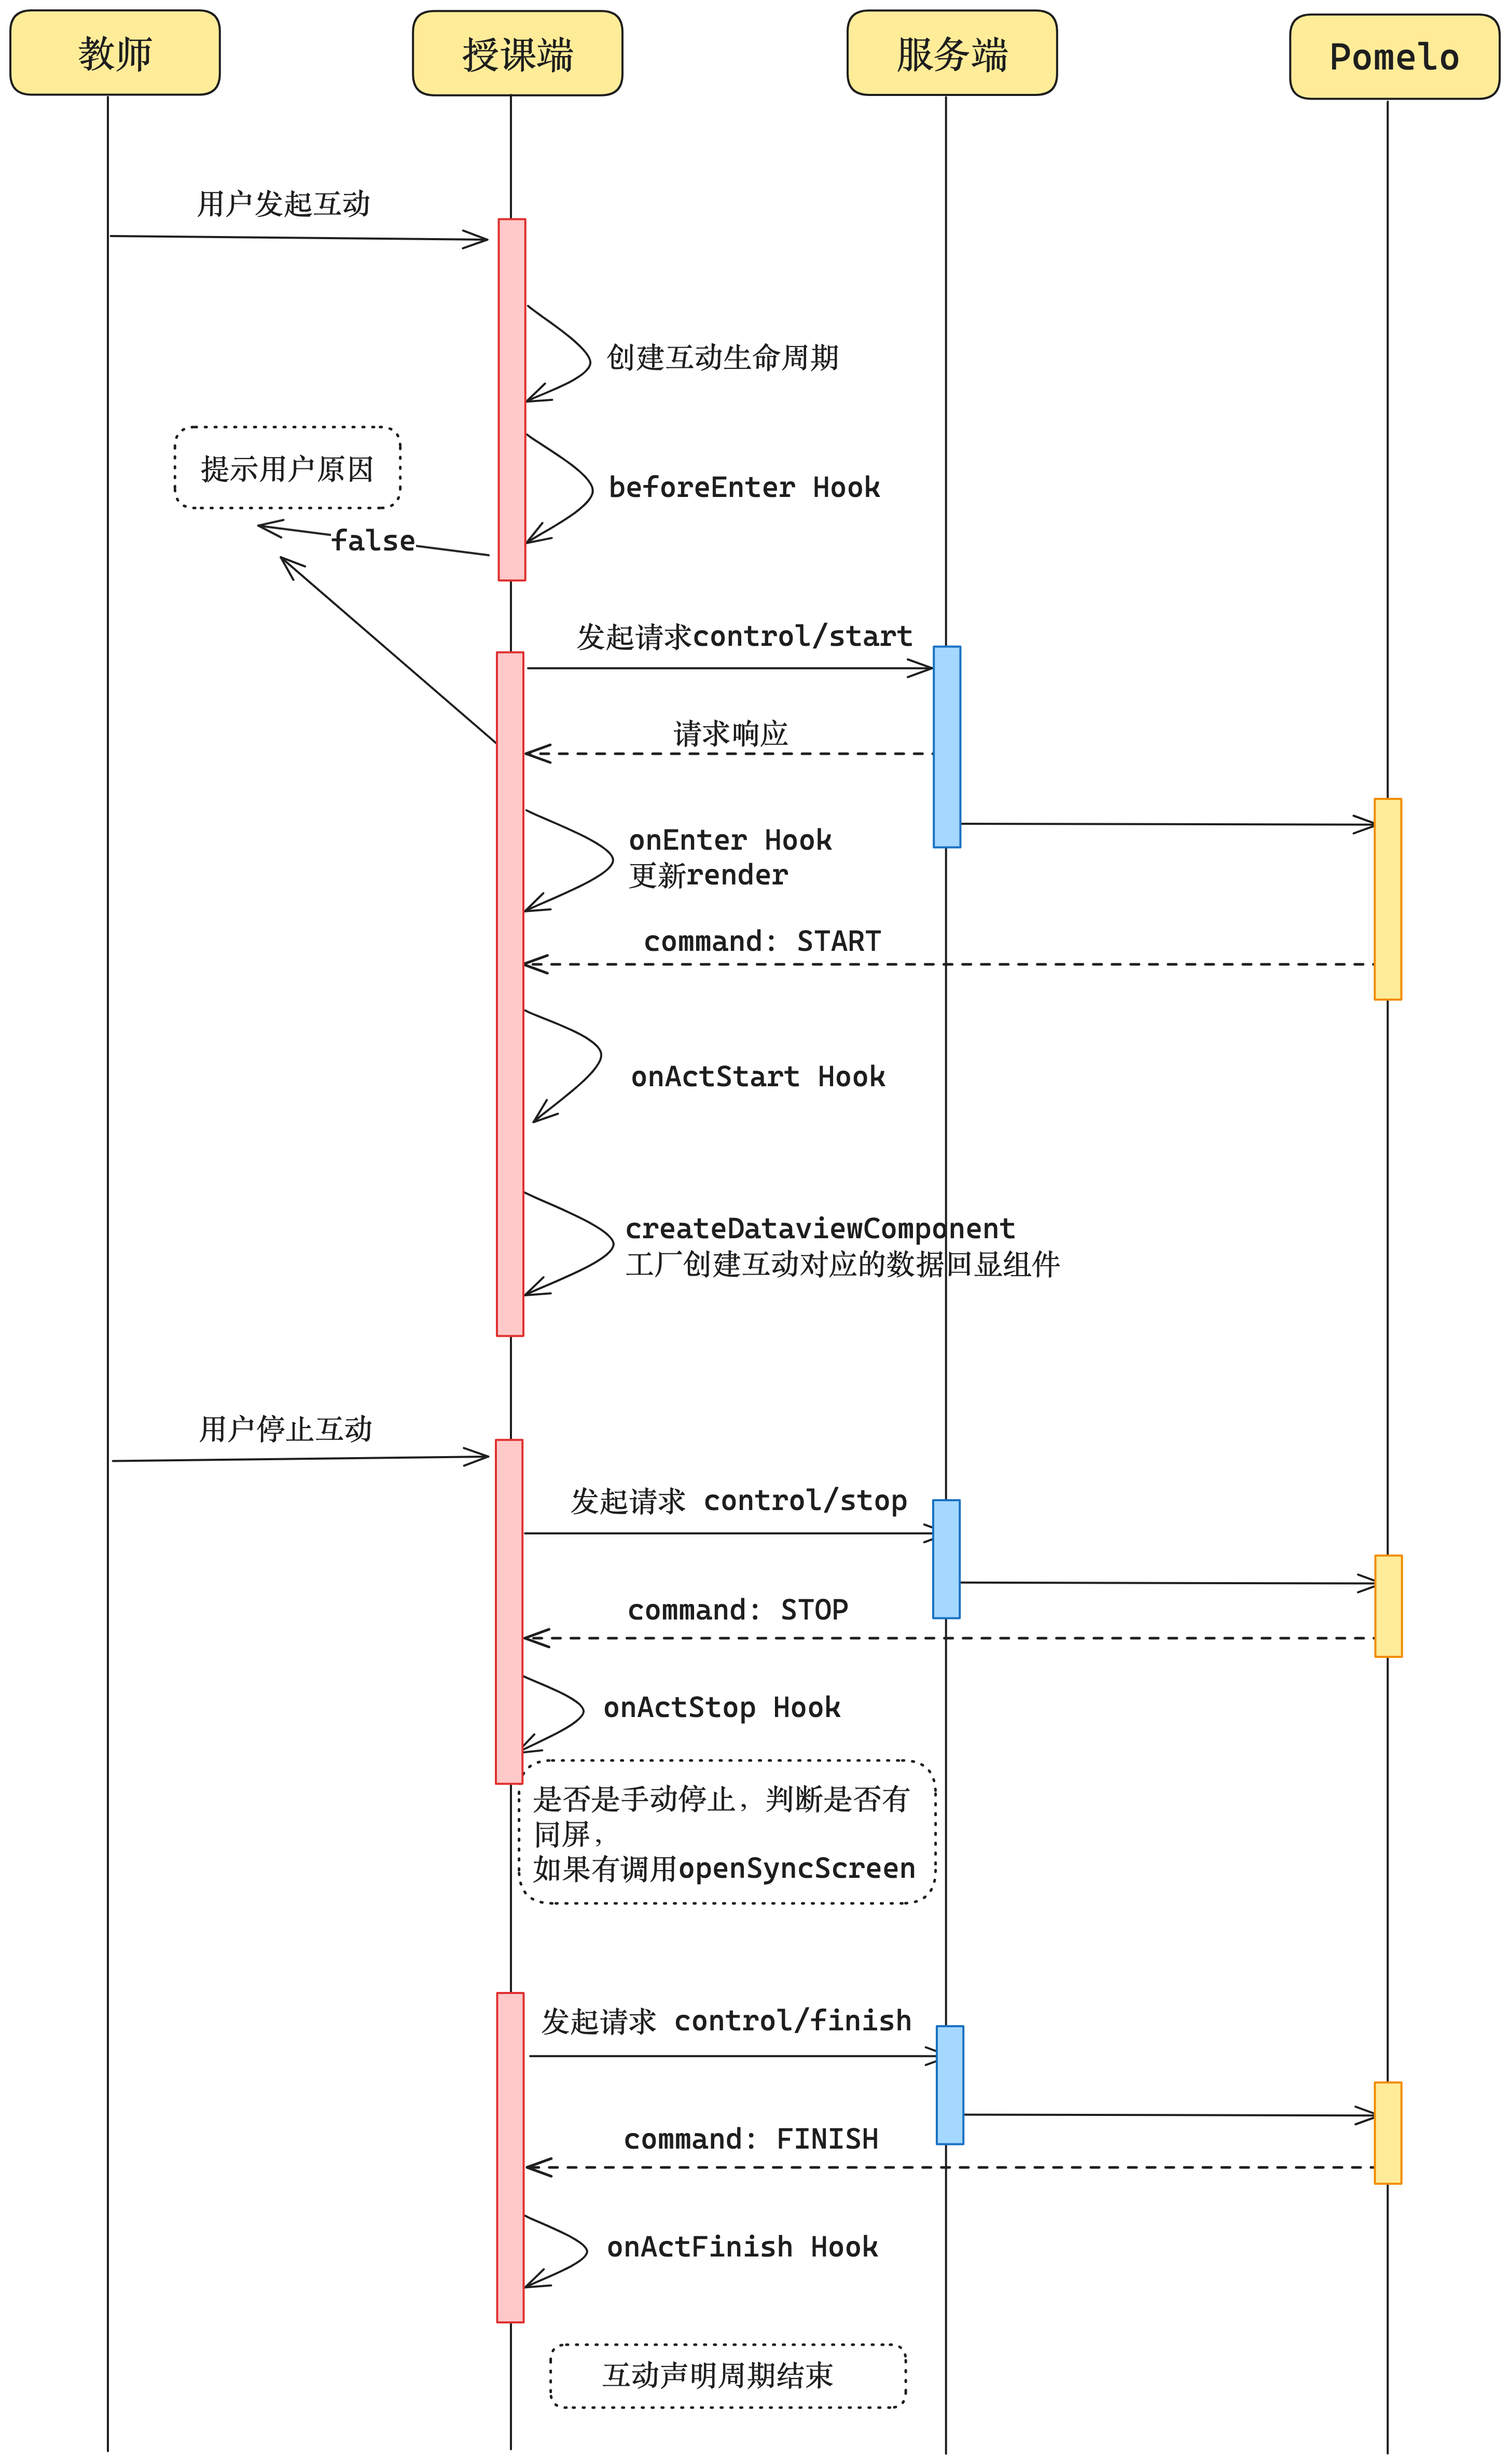 教师
授课端
服务端
Pomelo
用户发起互动
创建互动生命周期
提示用户原因
beforeEnter Hook
false
发起请求control/start
请求响应
onEnter Hook
更新render
command: START
onActStart Hook
createDataviewComponent
工厂创建互动对应的数据回显组件
用户停止互动
发起请求 control/stop
command: STOP
onActStop Hook
是否是手动停止，判断是否有
同屏，
如果有调用openSyncScreen
发起请求 control/finish
command: FINISH
onActFinish Hook
互动声明周期结束